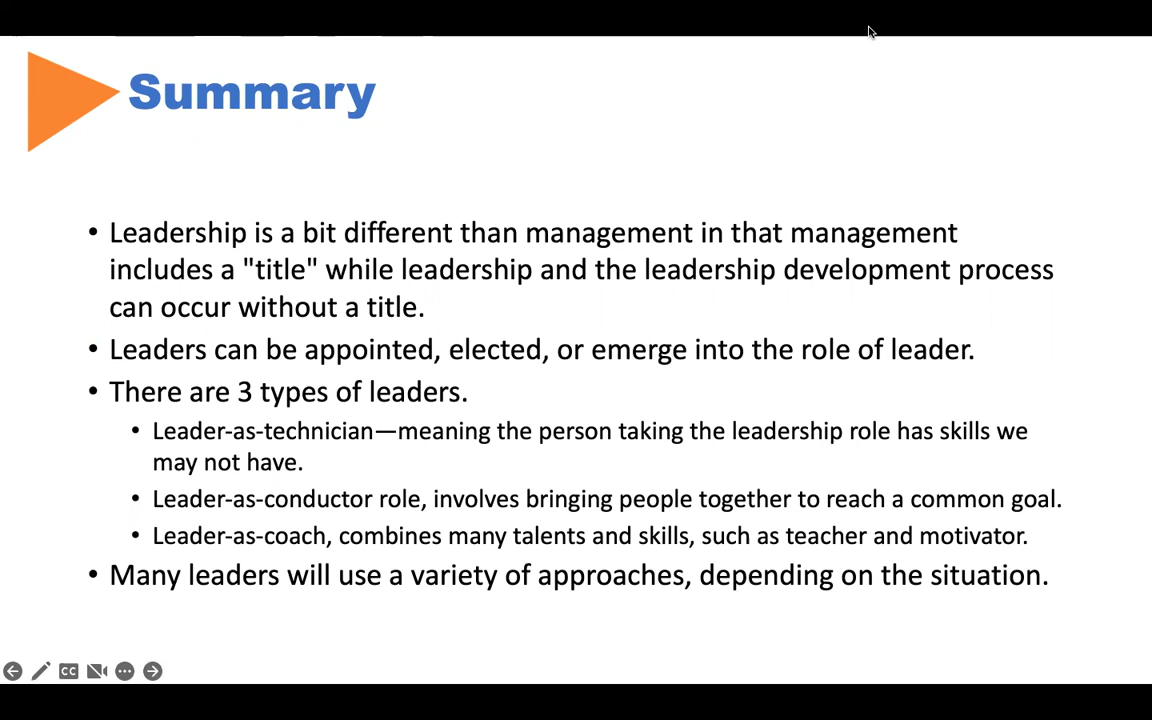 Summary
• Leadership is a bit different than management in that management
includes a "title" while leadership and the leadership development process
can occur without a title.
• Leaders can be appointed, elected, or emerge into the role of leader.
• There are 3 types of leaders.
• Leader-as-technician—meaning the person taking the leadership role has skills we
may not have.
• Leader-as-conductor role, involves bringing people together to reach a common goal.
• Leader-as-coach, combines many talents and skills, such as teacher and motivator.
• Many leaders will use a variety of approaches, depending on the situation.
CC